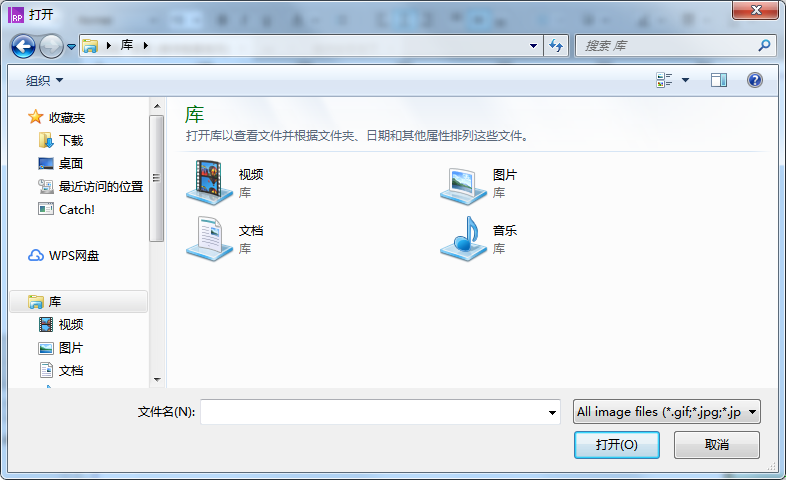 RP 打开
库
搜索 库
组织
收藏夹
下载
桌面
最近访问的位置
Catch!
WPS网盘
库
视频
图片
文档
库
打开库以查看文件并根据文件夹、日期和其他属性排列这些文件。
视频
库
图片
库
文档
库
音乐
库
文件名(N):
All image files (*.gif;*.jpg;*.jp
打开(O)
取消